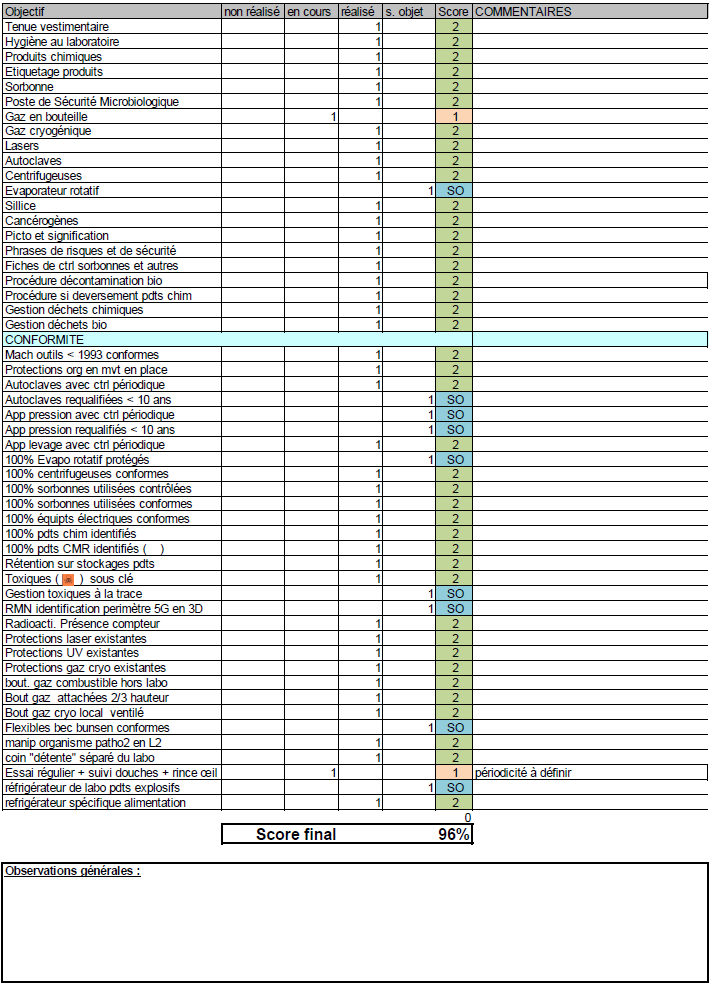 Objectif non réalisé en cours réalisé s. objet Score COMMENTAIRES
Tenue vestimentaire 1 2
Hygiène au laboratoire 1 2
Produits chimiques 1 2
Etiquetage produits 1 2
Sorbonne 1 2
Poste de Sécurité Microbiologique 1 2
Gaz en bouteille 1 1
Gaz cryogénique 1 2
Lasers 1 2
Autoclaves 1 2
Centrifugeuses 1 2
Evaporateur rotatif 1 SO
Sillice 1 2
Cancérogènes 1 2
Picto et signification 1 2
Phrases de risques et de sécurité 1 2
Fiches de ctrl sorbonnes et autres 1 2
Procédure décontamination bio 1 2
Procédure si deversement pdts chim 1 2
Gestion déchets chimiques 1 2
Gestion déchets bio 1 2
CONFORMITE
Mach outils < 1993 conformes 1 2
Protections org en mvt en place 1 2
Autoclaves avec ctrl périodique 1 2
Autoclaves requalifiées < 10 ans 1 SO
App pression avec ctrl périodique 1 SO
App pression requalifiés < 10 ans 1 SO
App levage avec ctrl périodique 1 2
100% Evapo rotatif protégés 1 SO
100% centrifugeuses conformes 1 2
100% sorbonnes utilisées contrôlées 1 2
100% sorbonnes utilisées conformes 1 2
100% équipts électriques conformes 1 2
100% pdts chim identifiés 1 2
100% pdts CMR identifiés ( ) 1 2
Rétention sur stockages pdts 1 2
Toxiques ( ) sous clé 1 2
Gestion toxiques à la trace 1 SO
RMN identification perimètre 5G en 3D 1 SO
Radioacti. Présence compteur 1 2
Protections laser existantes 1 2
Protections UV existantes 1 2
Protections gaz cryo existantes 1 2
bout. gaz combustible hors labo 1 2
Bout gaz attachées 2/3 hauteur 1 2
Bout gaz cryo local ventilé 1 2
Flexibles bec bunsen conformes 1 SO
manip organisme patho2 en L2 1 2
coin "détente" séparé du labo 1 2
Essai régulier + suivi douches + rince œil 1 1 périodicité à définir
réfrigérateur de labo pdts explosifs 1 SO
refrigérateur spécifique alimentation 1 2
0
Score final 96%
Observations générales :